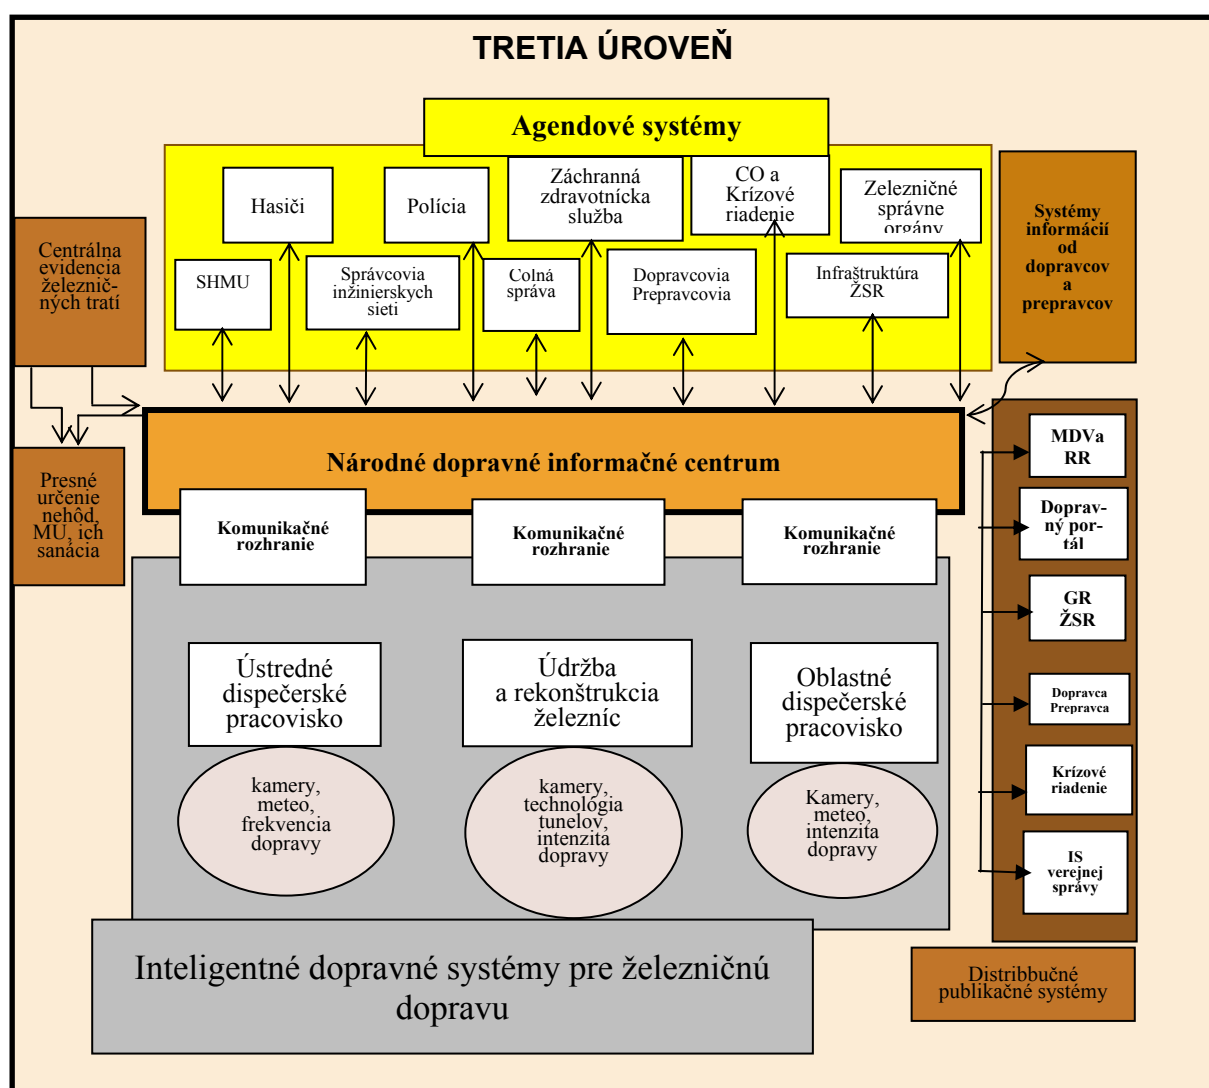 TRETIA ÚROVEŇ
Agendové systémy
Hasiči
Polícia
Záchranná
zdravotnícka
služba
CO a
Krízové
riadenie
Zelezničné
správne
orgány
SHMU
Správcovia
inžinierskych
sieti
Colná
správa
Dopravcovia
Prepravcovia
Infraštruktúra
ŽSR
Systémy
informácií
od
dopravcov
a
prepravcov
Centrálna
evidencia
železnič-
ných tratí
Presné
určenie
nehôd,
MU, ich
sanácia
Národné dopravné informačné centrum
Komunikačné
rozhranie
Komunikačné
rozhranie
Komunikačné
rozhranie
Ústredné
dispečerské
pracovisko
Údržba
a rekonštrukcia
železníc
Oblastné
dispečerské
pracovisko
kamery,
meteo,
frekvencia
dopravy
kamery,
technológia
tunelov,
intenzita
dopravy
Kamery,
meteo,
intenzita
dopravy
Inteligentné dopravné systémy pre železničnú
dopravu
MDVa
RR
Doprav-
ný por-
tál
GR
ŽSR
Dopravca
Prepravca
Krízové
riadenie
IS
verejnej
správy
Distribbučné
publikačné systémy